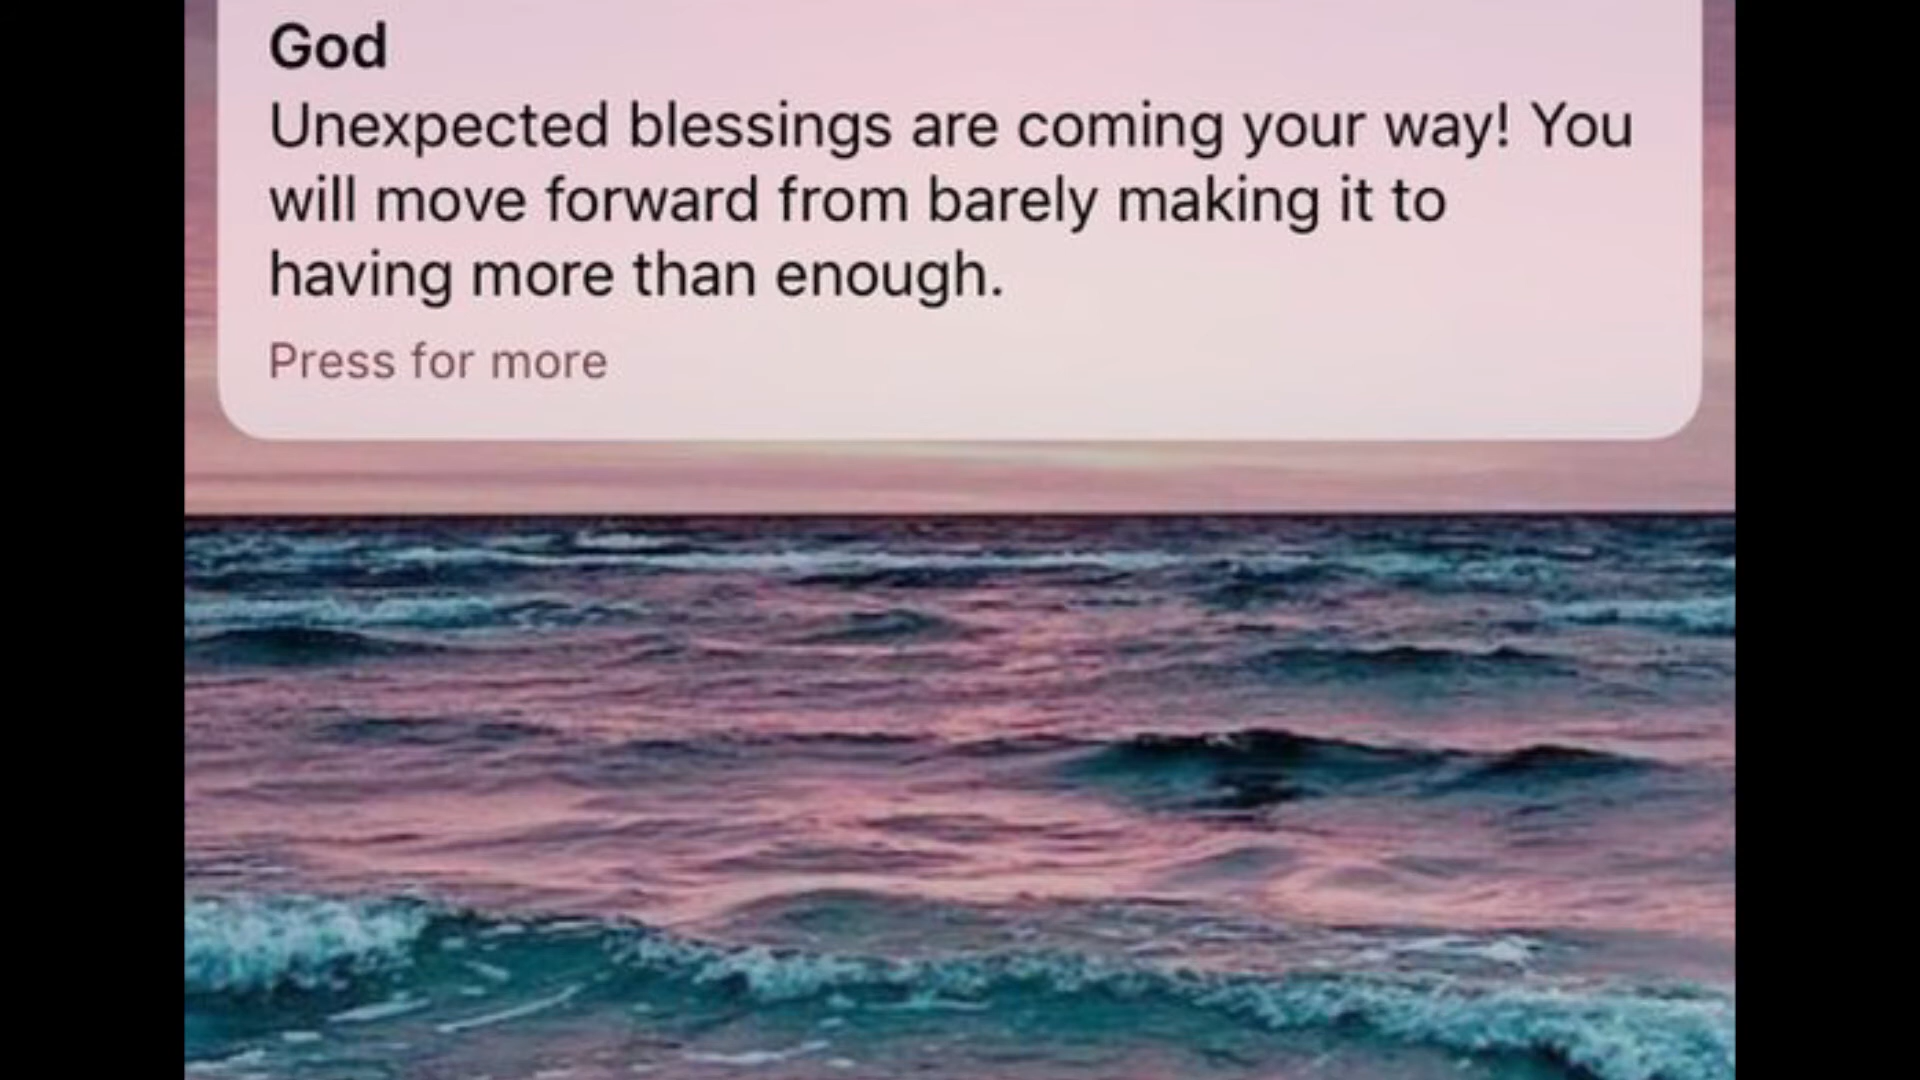 God
Unexpected blessings are coming your way! You
will move forward from barely making it to
having more than enough.
Press for more